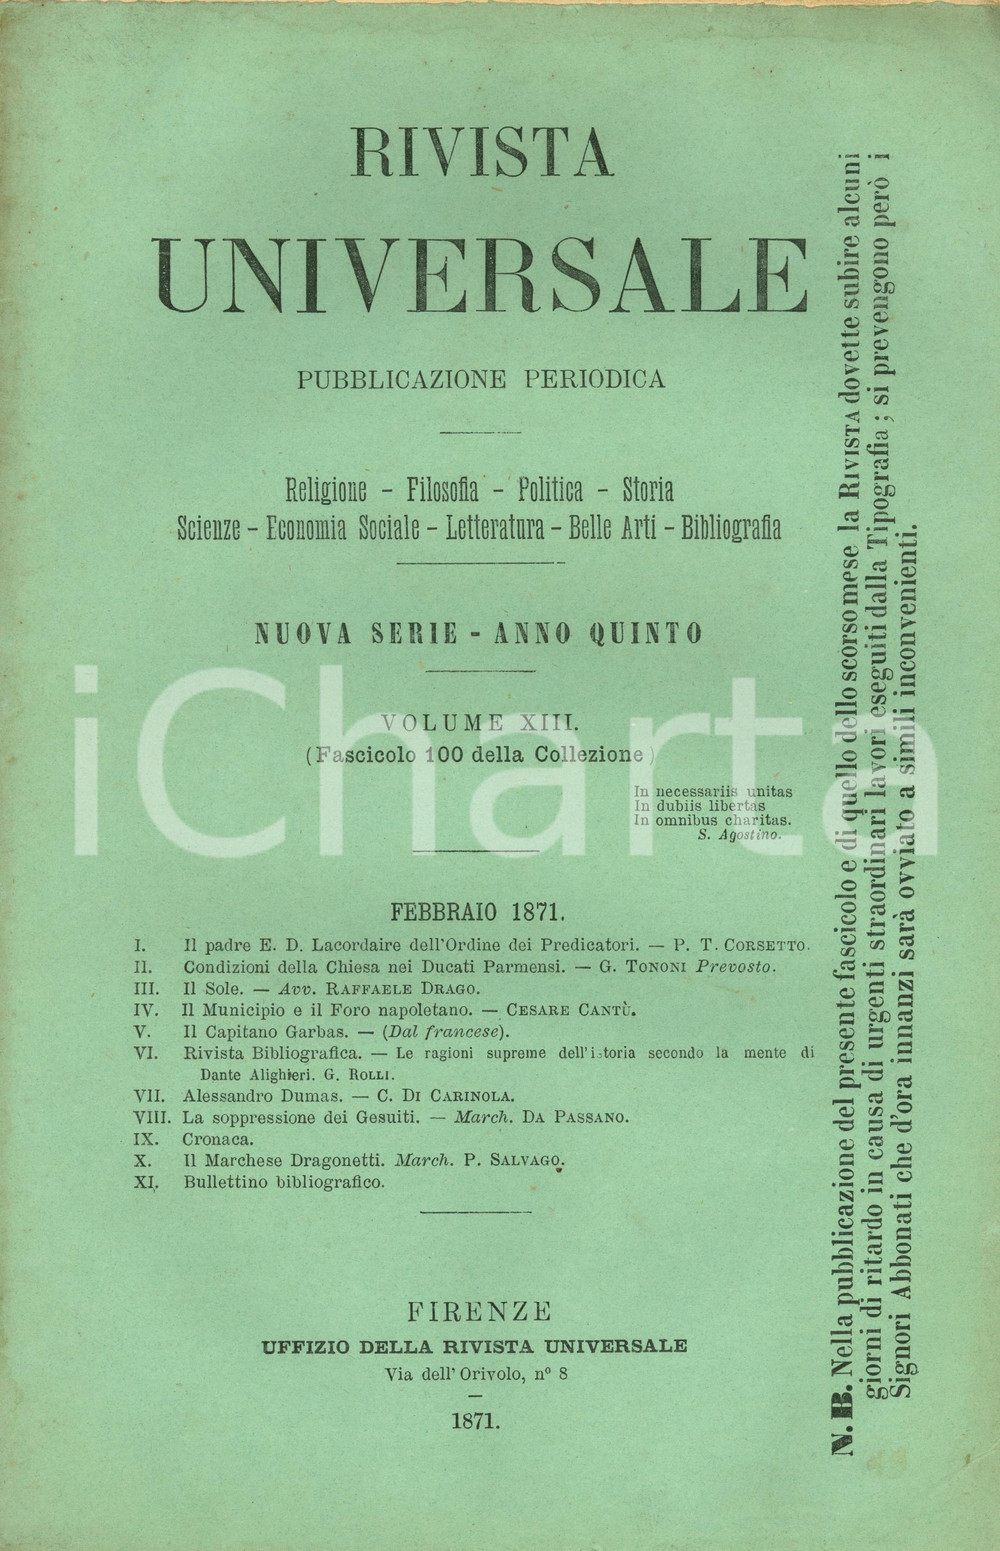 RIVISTA
UNIVERSALE
PUBBLICAZIONE PERIODICA
Religione - Filosofia - Politica - Storia
Scienze - Economia Sociale - Letteratura - Belle Arti - Bibliografia
NUOVA SERIE - ANNO QUINTO
VOLUME XIII.
(Fascicolo 100 della Collezione)
In necessariis unitas
In dubiis libertas
In omnibus charitas.
S. Agostino.
FEBBRAIO 1871.
I. Il padre E. D. Lacordaire dell'Ordine dei Predicatori. — P. T. CORSETTO.
II. Condizioni della Chiesa nei Ducati Parmensi. — G. TONONI Prevosto.
III. Il Sole. — Avv. RAFFAELE DRAGO.
IV. Il Municipio e il Foro napoletano. — CESARE CANTÙ.
V. Il Capitano Garbas. — (Dal francese).
VI. Rivista Bibliografica. — Le ragioni supreme dell'istoria secondo la mente di
Dante Alighieri. G. ROLLI.
VII. Alessandro Dumas. — C. DI CARINOLA.
VIII. La soppressione dei Gesuiti. — March. DA PASSANO.
IX. Cronaca.
X. Il Marchese Dragonetti. March. P. SALVAGO.
XI. Bullettino bibliografico.
FIRENZE
UFFIZIO DELLA RIVISTA UNIVERSALE
Via dell' Orivolo, nº 8
1871.
N.B. Nella pubblicazione del presente fascicolo e di quello dello scorso mese la RIVISTA dovette subire alcuni
giorni di ritardo in causa di urgenti straordinari lavori eseguiti dalla Tipografia; si prevengono però i
Signori Abbonati che d'ora innanzi sarà ovviato a simili inconvenienti.
iCharta